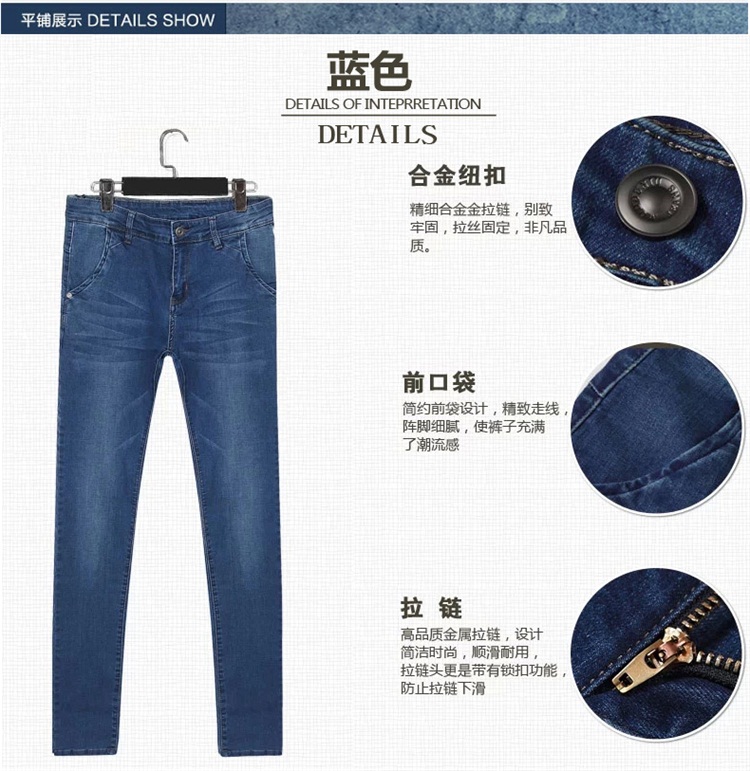 平铺展示 DETAILS SHOW
蓝色
DETAILS OF INTEPRRETATION
DETAILS
合金纽扣
精细合金金拉链，别致
牢固，拉丝固定，非凡品
质。
前口袋
简约前袋设计，精致走线，
阵脚细腻，使裤子充满
了潮流感
拉 链
高品质金属拉链，设计
简洁时尚，顺滑耐用，
拉链头更是带有锁扣功能，
防止拉链下滑